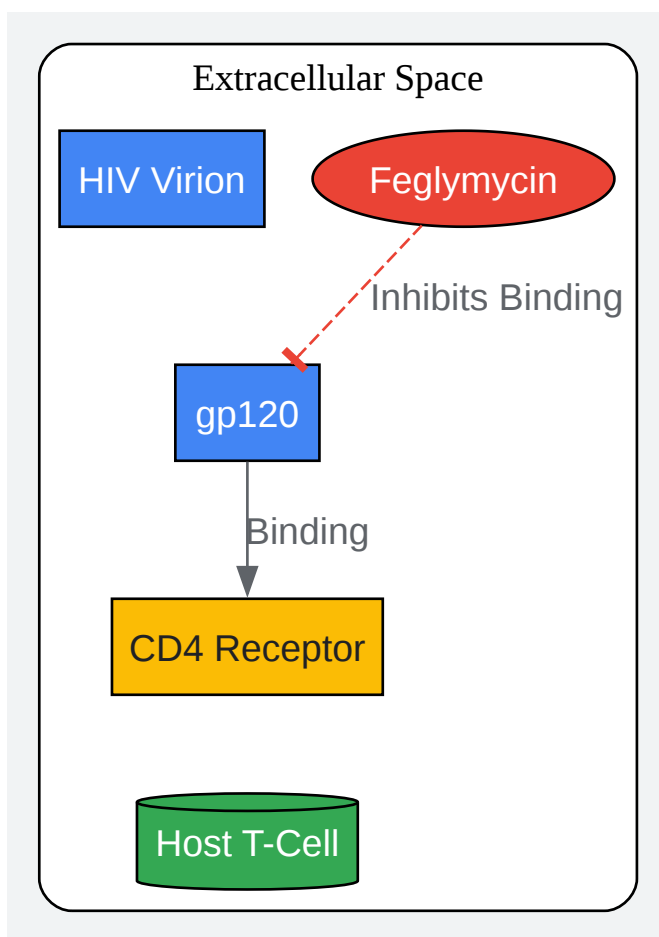 Extracellular Space
HIV Virion
Feglymycin
Inhibits Binding
gp120
Binding
CD4 Receptor
Host T-Cell